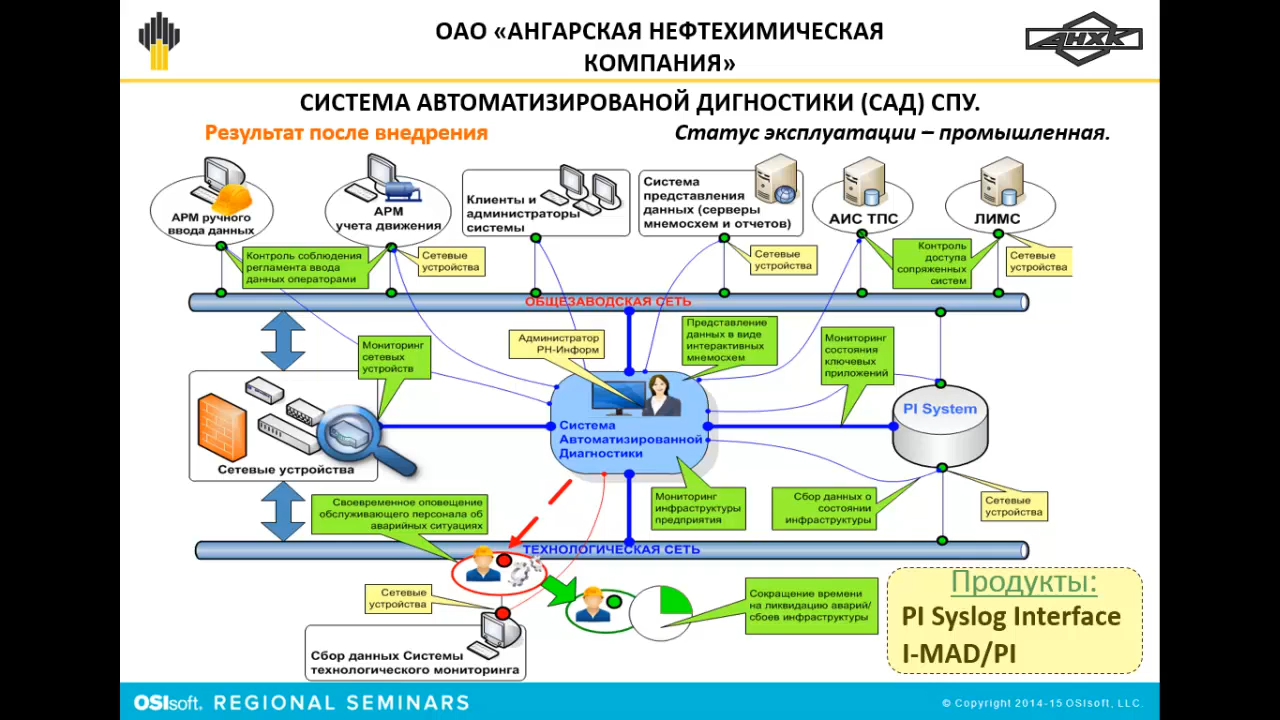 ОАО «АНГАРСКАЯ НЕФТЕХИМИЧЕСКАЯ
КОМПАНИЯ»
АНХК
СИСТЕМА АВТОМАТИЗИРОВАНОЙ ДИГНОСТИКИ (САД) СПУ.
Результат после внедрения
Статус эксплуатации – промышленная.
АРМ ручного
ввода данных
АРМ
учета движения
Клиенты и
администраторы
системы
Система
представления
данных (серверы
мнемосхем и отчетов)
АИС ТПС
ЛИМС
Контроль соблюдения
регламента ввода
данных операторами
Сетевые
устройства
Сетевые
устройства
Контроль
доступа
сопряженных
систем
Сетевые
устройства
ОБЩЕЗАВОДСКАЯ СЕТЬ
Мониторинг
сетевых
устройств
Администратор
РН-Информ
Представление
данных в виде
интерактивных
мнемосхем
Мониторинг
состояния
ключевых
приложений
Сетевые устройства
Система
Автоматизированной
Диагностики
PI System
Своевременное оповещение
обслуживающего персонала об
аварийных ситуациях
Мониторинг
инфраструктуры
предприятия
Сбор данных о
состоянии
инфраструктуры
Сетевые
устройства
ТЕХНОЛОГИЧЕСКАЯ СЕТЬ
Сетевые
устройства
Сокращение времени
на ликвидацию аварий/
сбоев инфраструктуры
Сбор данных Системы
технологического мониторинга
Продукты:
PI Syslog Interface
I-MAD/PI
OSIsoft. REGIONAL SEMINARS
© Copyright 2014-15 OSIsoft, LLC.